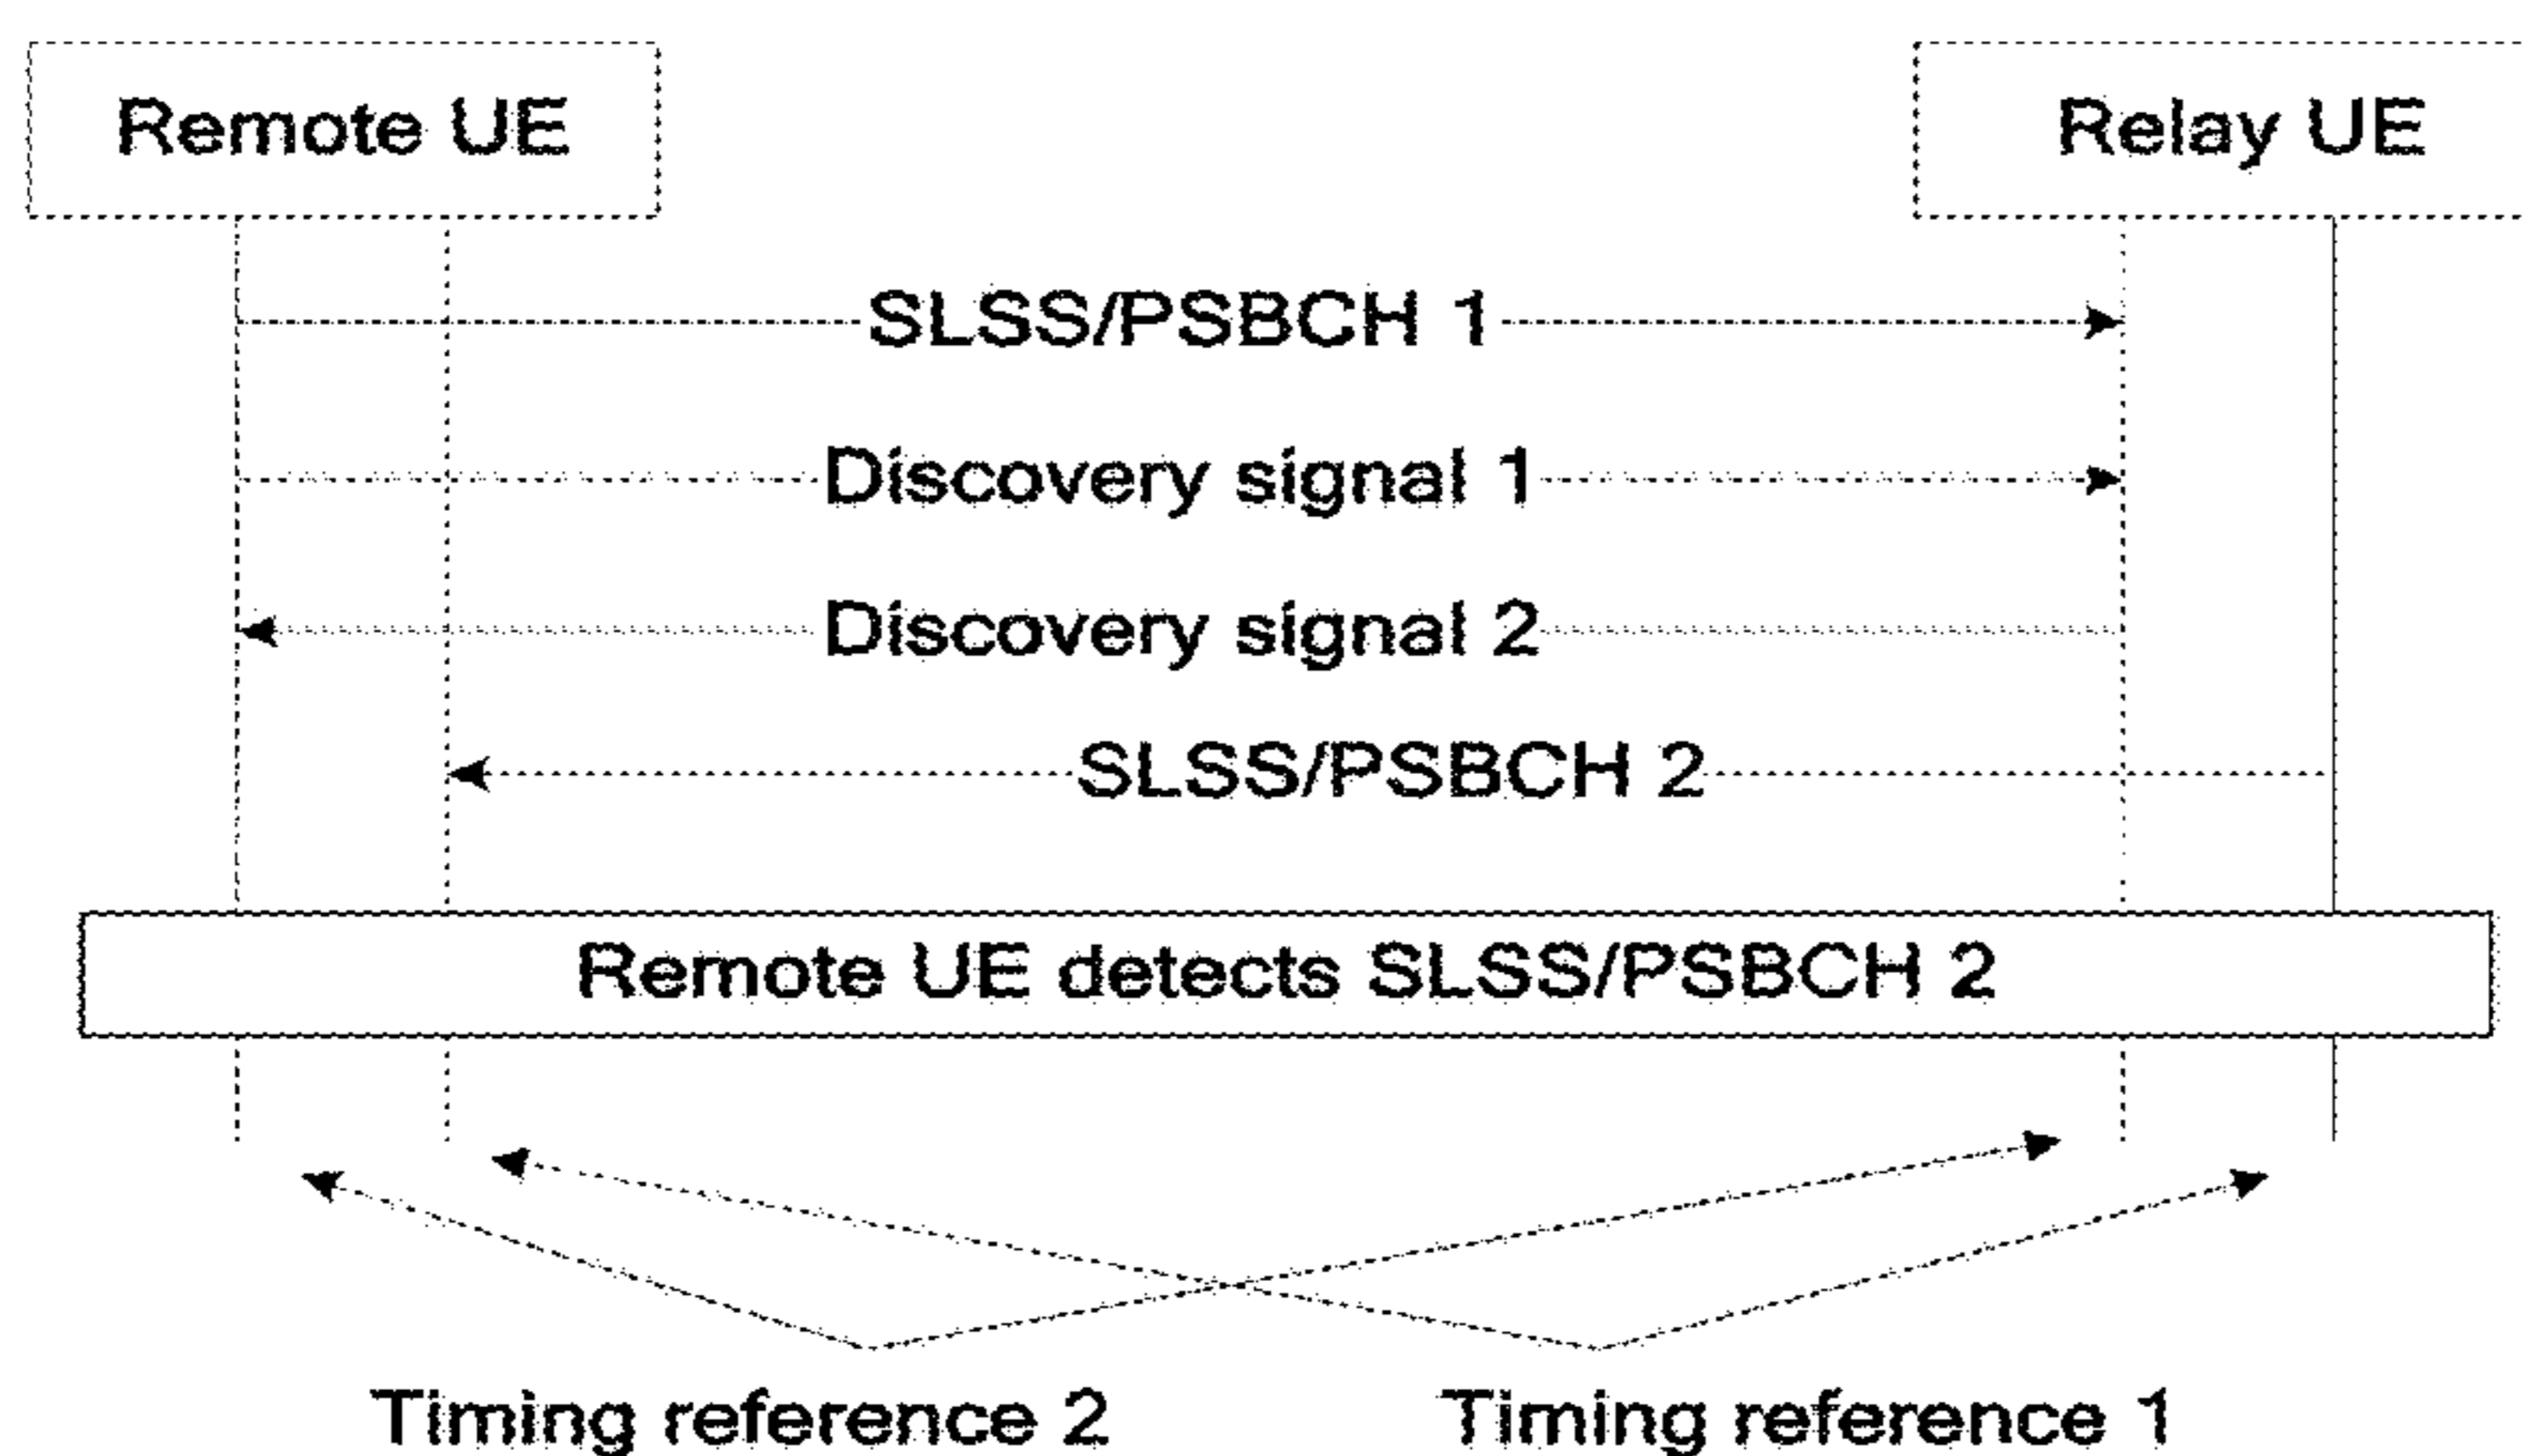 Remote UE
Relay UE
SLSS/PSBCH 1
Discovery signal 1
Discovery signal 2
SLSS/PSBCH 2
Remote UE detects SLSS/PSBCH 2
Timing reference 2
Timing reference 1